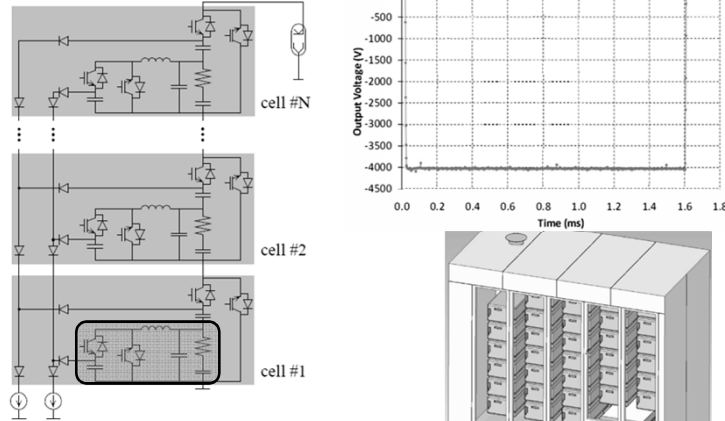 cell #N
cell #2
cell #1
-500
-1000
-1500
-2000
-2500
-3000
-3500
-4000
-4500
Output Voltage (V)
0.0 0.2 0.4 0.6 0.8 1.0 1.2 1.4 1.6 1.8
Time (ms)